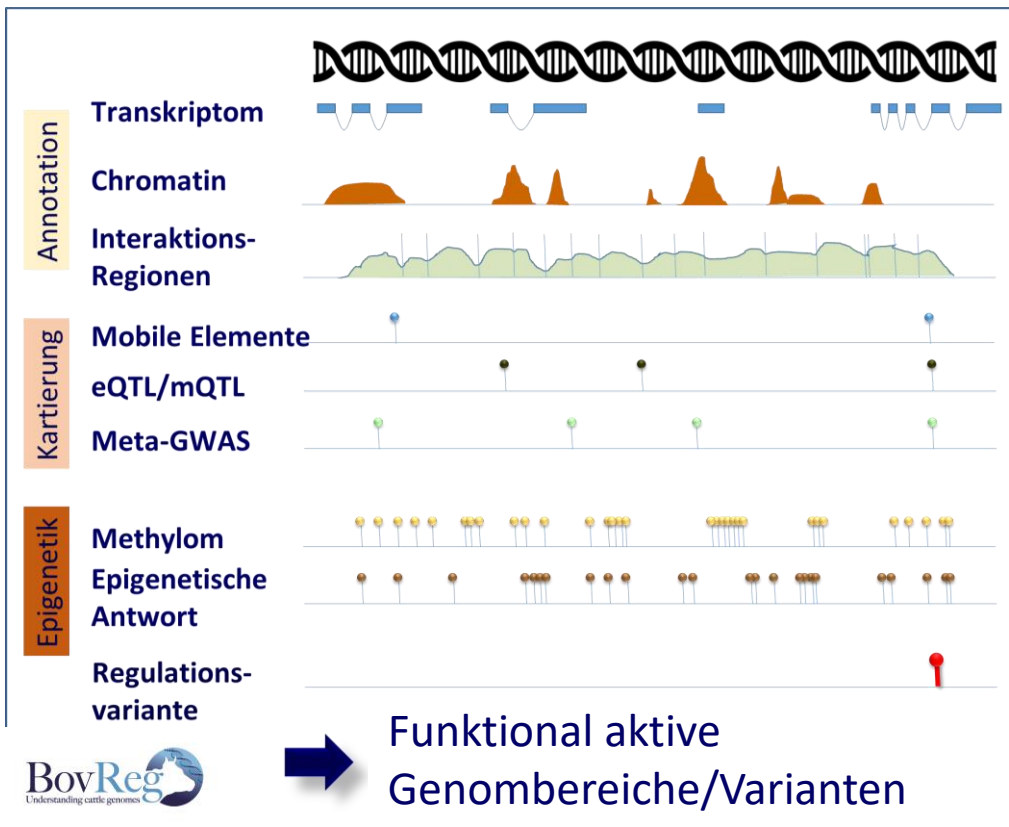 Annotation
Transkriptom
Chromatin
Interaktions-
Regionen
Kartierung
Mobile Elemente
eQTL/mQTL
Meta-GWAS
Epigenetik
Methylom
Epigenetische
Antwort
Regulations-
variante
BovReg
Understanding cattle genomes
Funktional aktive
Genombereiche/Varianten